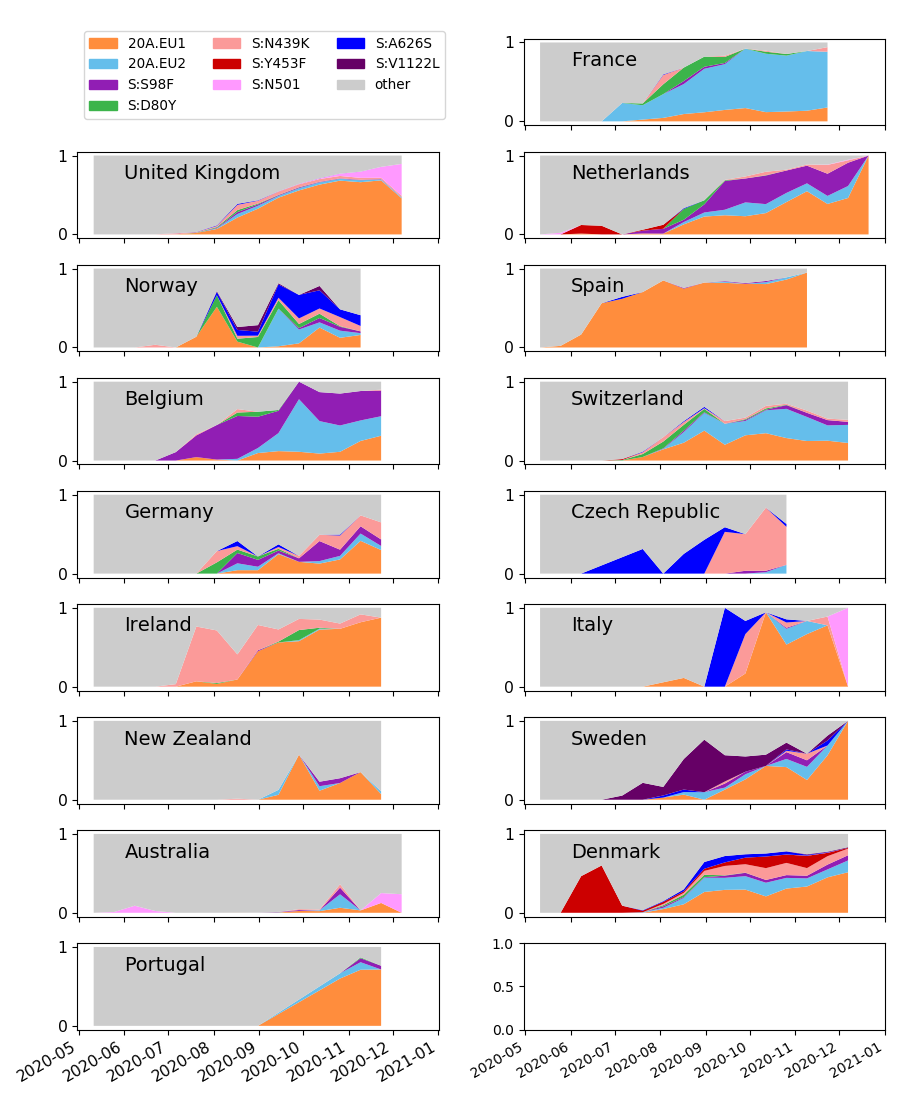 20A.EU1 S:N439K S:A626S
20A.EU2 S:Y453F S:V1122L
S:S98F S:N501 other
S:D80Y
1
France
0
1
United Kingdom
0
1
Netherlands
0
1
Norway
0
1
Spain
0
1
Belgium
0
1
Switzerland
0
1
Germany
0
1
Czech Republic
0
1
Ireland
0
1
Italy
0
1
New Zealand
0
1
Sweden
0
1
Australia
0
1
Denmark
0
1
Portugal
0
1.0
0.5
0.0
2020-05 2020-06 2020-07 2020-08 2020-09 2020-10 2020-11 2020-12 2021-01
2020-05 2020-06 2020-07 2020-08 2020-09 2020-10 2020-11 2020-12 2021-01